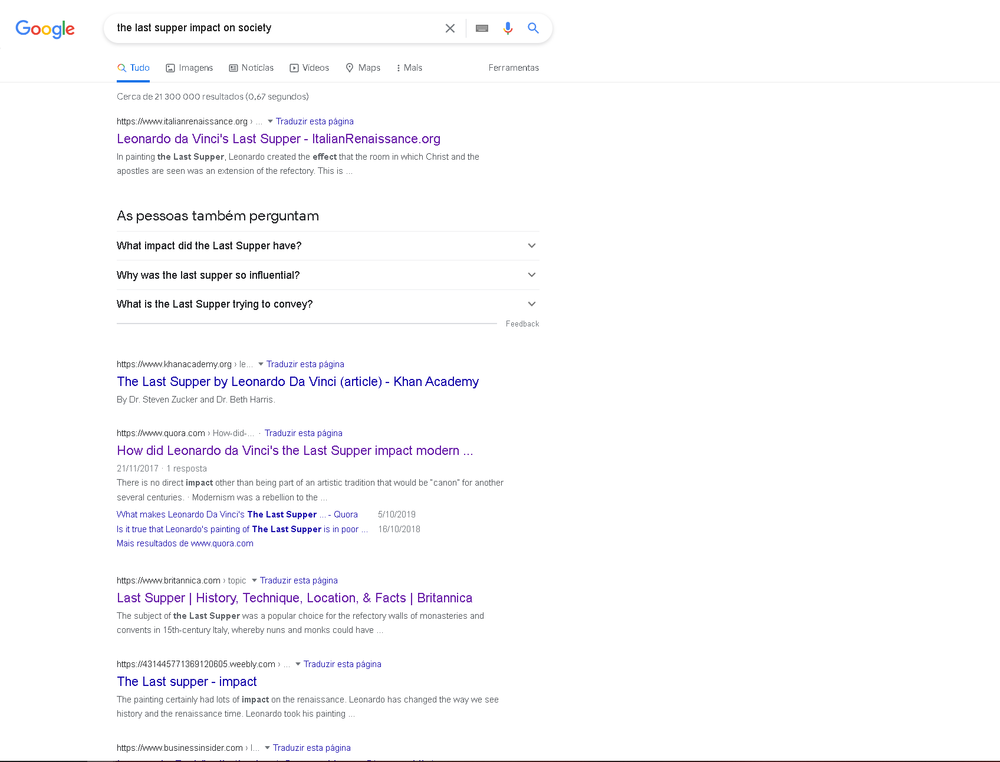 Google
the last supper impact on society
Tudo Imagens Notícias Vídeos Maps Mais Ferramentas
Cerca de 21 300 000 resultados (0,67 segundos)
https://www.italianrenaissance.org › ... Traduzir esta página
Leonardo da Vinci's Last Supper - ItalianRenaissance.org
In painting the Last Supper, Leonardo created the effect that the room in which Christ and the
apostles are seen was an extension of the refectory. This is ...
As pessoas também perguntam
What impact did the Last Supper have?
Why was the last supper so influential?
What is the Last Supper trying to convey?
Feedback
https://www.khanacademy.org › le... Traduzir esta página
The Last Supper by Leonardo Da Vinci (article) - Khan Academy
By Dr. Steven Zucker and Dr. Beth Harris.
https://www.quora.com › How-did-... · Traduzir esta página
How did Leonardo da Vinci's the Last Supper impact modern ...
21/11/2017 · 1 resposta
There is no direct impact other than being part of an artistic tradition that would be “canon” for another
several centuries. · Modernism was a rebellion to the ...
What makes Leonardo Da Vinci's The Last Supper ... - Quora 5/10/2019
Is it true that Leonardo's painting of The Last Supper is in poor ... 16/10/2018
Mais resultados de www.quora.com
https://www.britannica.com › topic Traduzir esta página
Last Supper | History, Technique, Location, & Facts | Britannica
The subject of the Last Supper was a popular choice for the refectory walls of monasteries and
convents in 15th-century Italy, whereby nuns and monks could have ...
https://431445771369120605.weebly.com › ... Traduzir esta página
The Last supper - impact
The painting certainly had lots of impact on the renaissance. Leonardo has changed the way we see
history and the renaissance time. Leonardo took his painting ...
https://www.businessinsider.com › l... Traduzir esta página